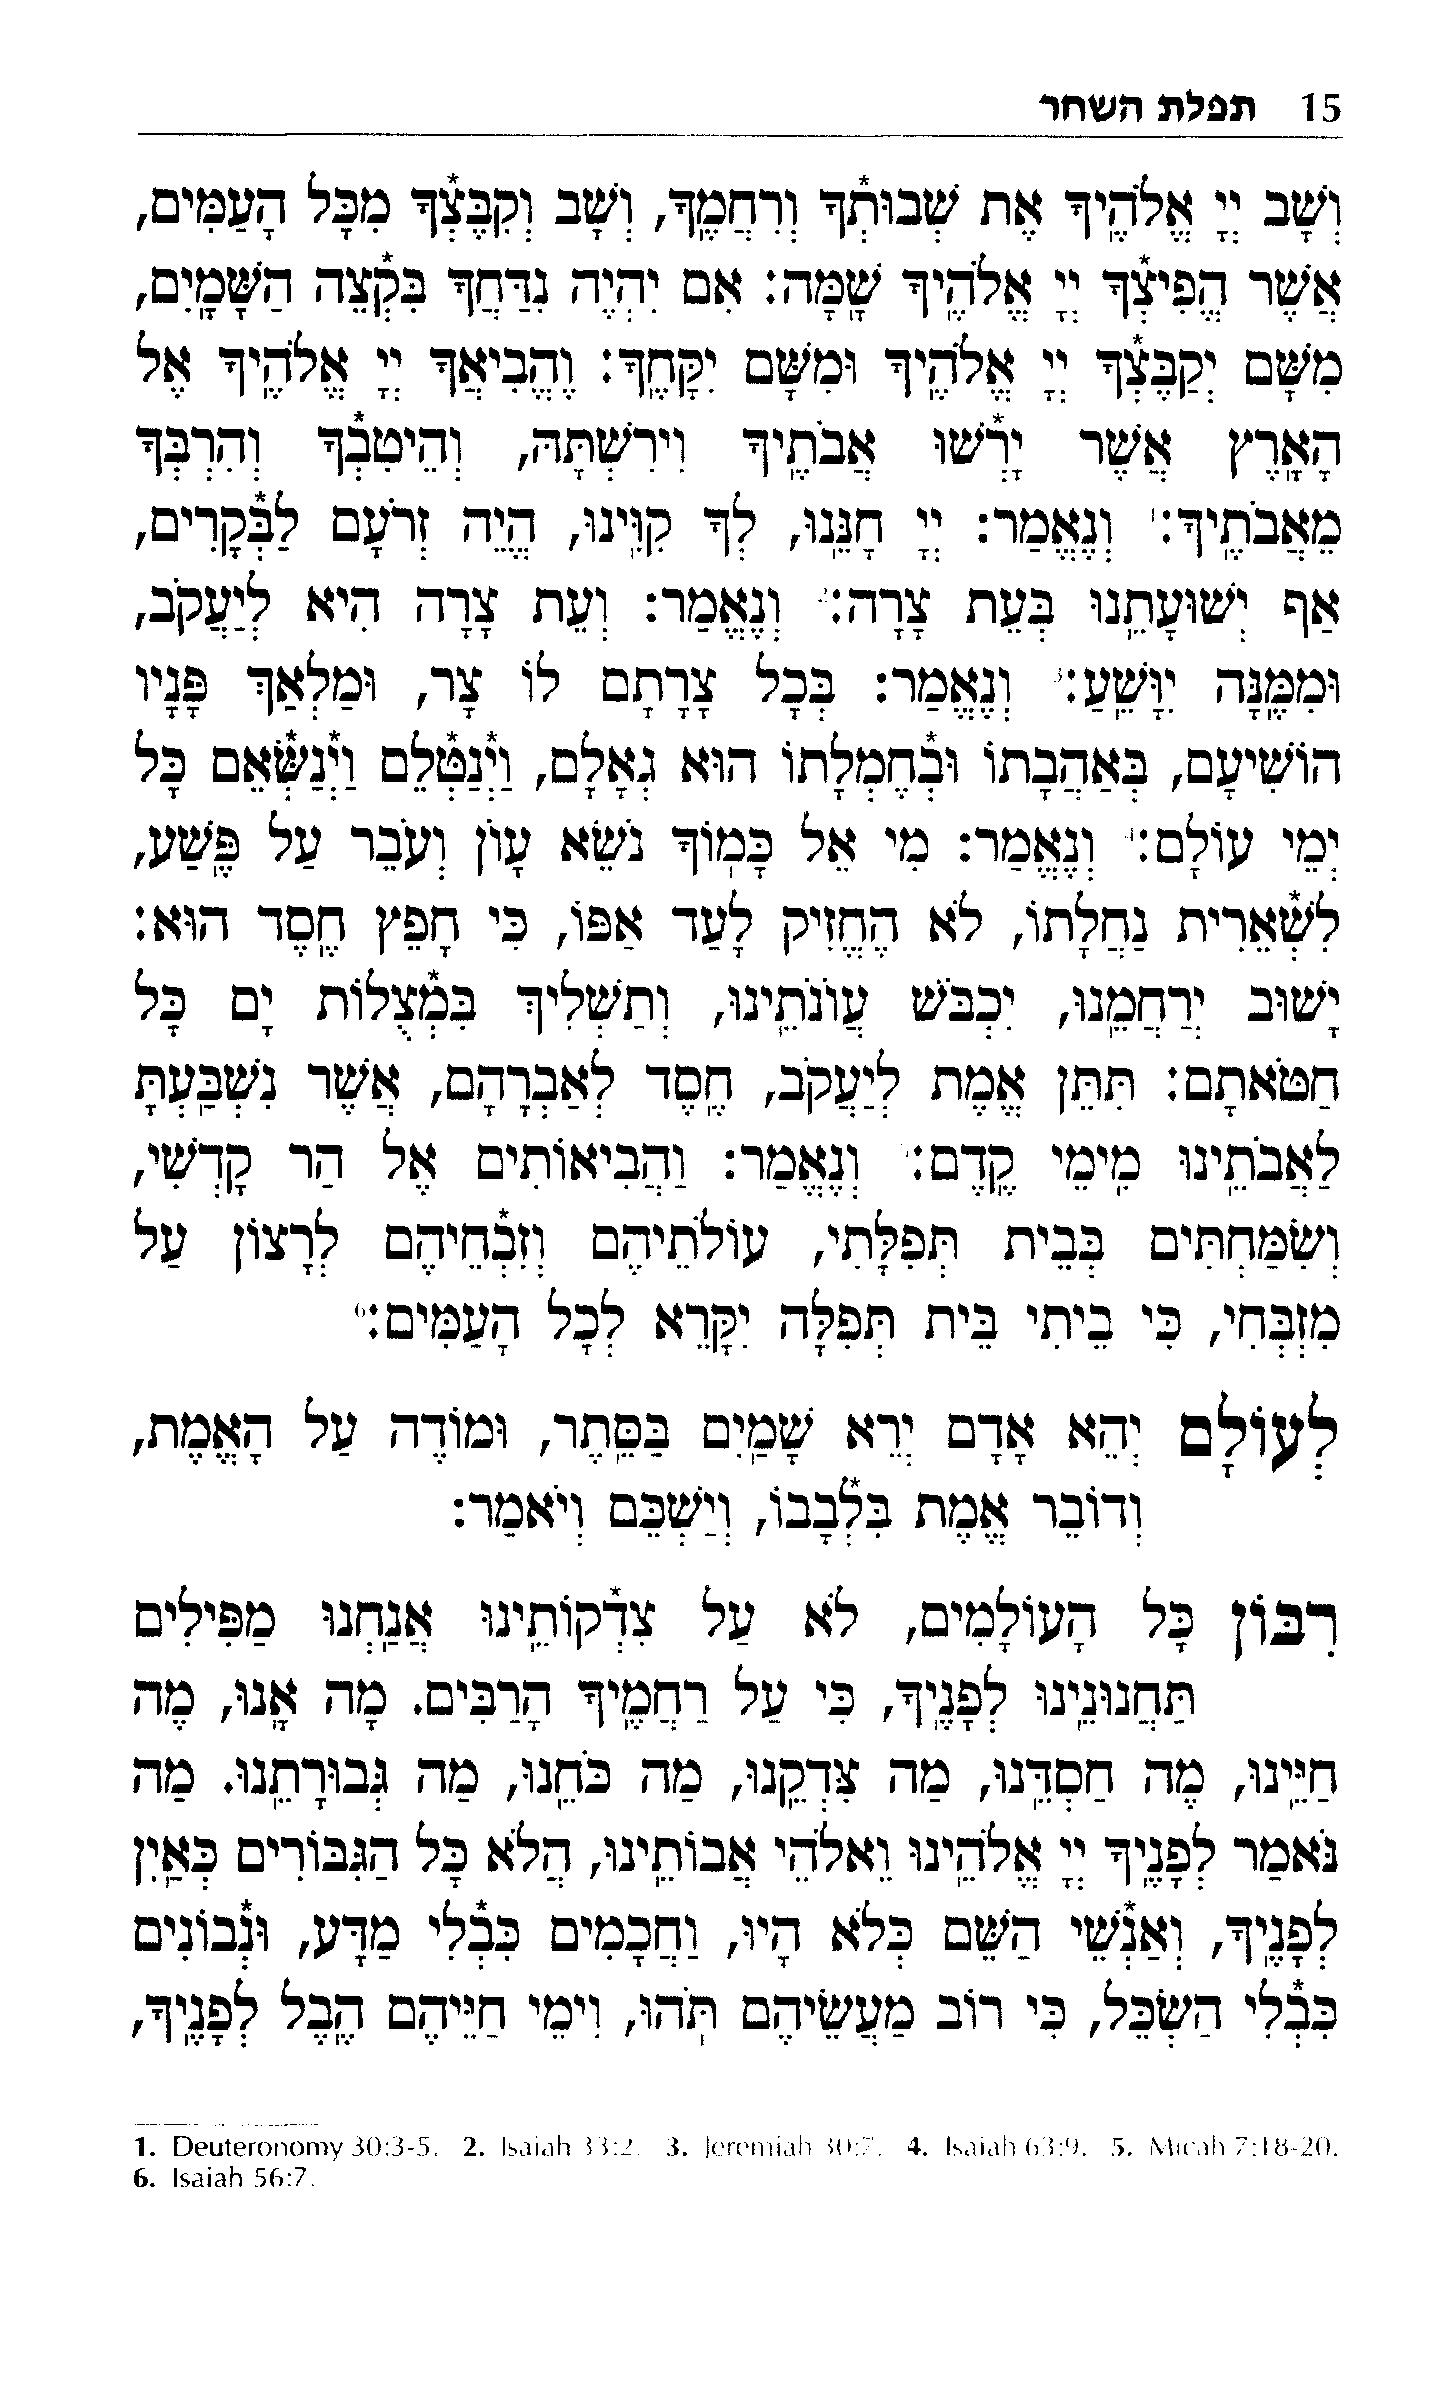 15 תפלת השחר
וְשָׁב יְיָ אֱלֹהֶיךָ אֶת שְׁבוּתְךָ וְרִחֲמֶךָ, וְשָׁב וְקִבֶּצְךָ מִכָּל הָעַמִּים,
אֲשֶׁר הֱפִיצְךָ יְיָ אֱלֹהֶיךָ שָׁמָּה: אִם יִהְיֶה נִדַּחֲךָ בִּקְצֵה הַשָּׁמָיִם,
מִשָּׁם יְקַבֶּצְךָ יְיָ אֱלֹהֶיךָ וּמִשָּׁם יִקָּחֶךָ: וֶהֱבִיאֲךָ יְיָ אֱלֹהֶיךָ אֶל
הָאָרֶץ אֲשֶׁר יָרְשׁוּ אֲבֹתֶיךָ וִירִשְׁתָּהּ, וְהֵיטִבְךָ וְהִרְבְּךָ
מֵאֲבֹתֶיךָ:¹ וְנֶאֱמַר: יְיָ חָנֵּנוּ, לְךָ קִוִּינוּ, הֱיֵה זְרֹעָם לַבְּקָרִים,
אַף יְשׁוּעָתֵנוּ בְּעֵת צָרָה:² וְנֶאֱמַר: וְעֵת צָרָה הִיא לְיַעֲקֹב,
וּמִמֶּנָּה יִוָּשֵׁעַ:³ וְנֶאֱמַר: בְּכָל צָרָתָם לוֹ צָר, וּמַלְאַךְ פָּנָיו
הוֹשִׁיעָם, בְּאַהֲבָתוֹ וּבְחֶמְלָתוֹ הוּא גְאָלָם, וַיְנַטְּלֵם וַיְנַשְּׂאֵם כָּל
יְמֵי עוֹלָם:⁴ וְנֶאֱמַר: מִי אֵל כָּמוֹךָ נֹשֵׂא עָוֹן וְעֹבֵר עַל פֶּשַׁע,
לִשְׁאֵרִית נַחֲלָתוֹ, לֹא הֶחֱזִיק לָעַד אַפּוֹ, כִּי חָפֵץ חֶסֶד הוּא:
יָשׁוּב יְרַחֲמֵנוּ, יִכְבֹּשׁ עֲוֹנֹתֵינוּ, וְתַשְׁלִיךְ בִּמְצֻלוֹת יָם כָּל
חַטֹּאתָם: תִּתֵּן אֱמֶת לְיַעֲקֹב, חֶסֶד לְאַבְרָהָם, אֲשֶׁר נִשְׁבַּעְתָּ
לַאֲבֹתֵינוּ מִימֵי קֶדֶם:⁵ וְנֶאֱמַר: וַהֲבִיאוֹתִים אֶל הַר קָדְשִׁי,
וְשִׂמַּחְתִּים בְּבֵית תְּפִלָּתִי, עוֹלֹתֵיהֶם וְזִבְחֵיהֶם לְרָצוֹן עַל
מִזְבְּחִי, כִּי בֵיתִי בֵּית תְּפִלָּה יִקָּרֵא לְכָל הָעַמִּים:⁶
לְעוֹלָם יְהֵא אָדָם יְרֵא שָׁמַיִם בַּסֵּתֶר, וּמוֹדֶה עַל הָאֱמֶת,
וְדוֹבֵר אֱמֶת בִּלְבָבוֹ, וְיַשְׁכֵּם וְיֹאמַר:
רִבּוֹן כָּל הָעוֹלָמִים, לֹא עַל צִדְקוֹתֵינוּ אֲנַחְנוּ מַפִּילִים
תַּחֲנוּנֵינוּ לְפָנֶיךָ, כִּי עַל רַחֲמֶיךָ הָרַבִּים. מָה אָנוּ, מֶה
חַיֵּינוּ, מֶה חַסְדֵּנוּ, מַה צִּדְקֵנוּ, מַה כֹּחֵנוּ, מַה גְּבוּרָתֵנוּ. מַה
נֹּאמַר לְפָנֶיךָ יְיָ אֱלֹהֵינוּ וֵאלֹהֵי אֲבוֹתֵינוּ, הֲלֹא כָּל הַגִּבּוֹרִים כְּאַיִן
לְפָנֶיךָ, וְאַנְשֵׁי הַשֵּׁם כְּלֹא הָיוּ, וַחֲכָמִים כִּבְלִי מַדָּע, וּנְבוֹנִים
כִּבְלִי הַשְׂכֵּל, כִּי רוֹב מַעֲשֵׂיהֶם תֹּהוּ, וִימֵי חַיֵּיהֶם הֶבֶל לְפָנֶיךָ,
1. Deuteronomy 30:3-5. 2. Isaiah 33:2. 3. Jeremiah 30:7. 4. Isaiah 63:9. 5. Micah 7:18-20.
6. Isaiah 56:7.